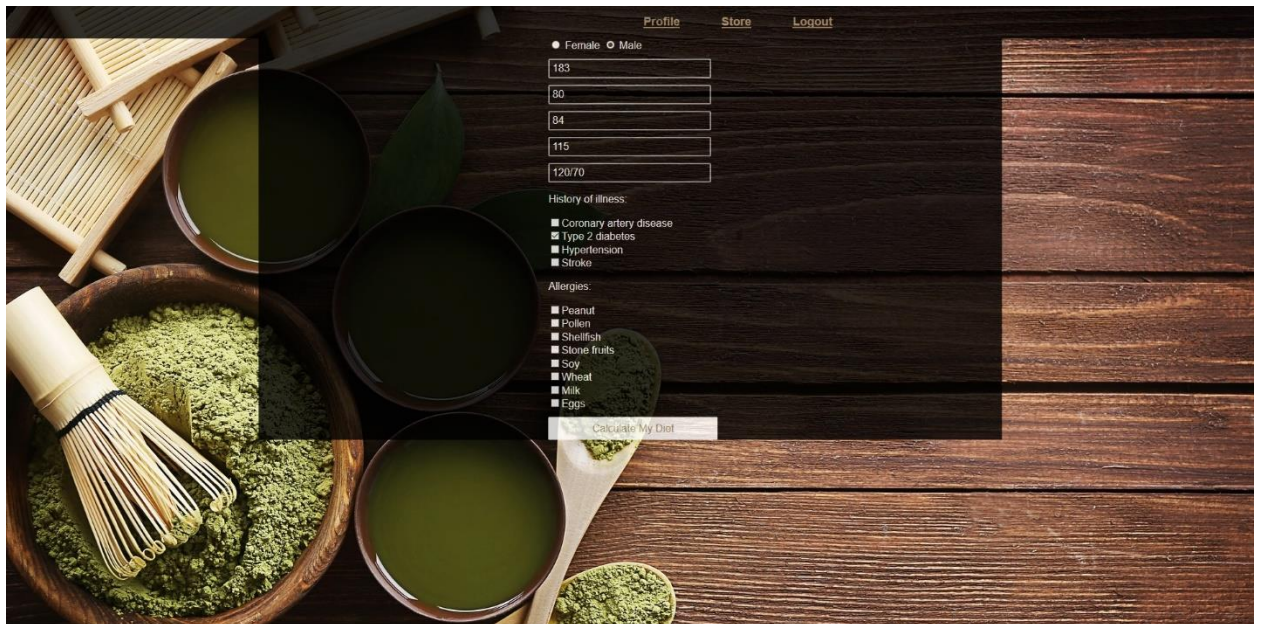 Profile Store Logout
Female Male
183
80
84
115
120/70
History of illness:
Coronary artery disease
Type 2 diabetes
Hypertension
Stroke
Allergies:
Peanut
Pollen
Shellfish
Stone fruits
Soy
Wheat
Milk
Eggs
Calculate My Diet